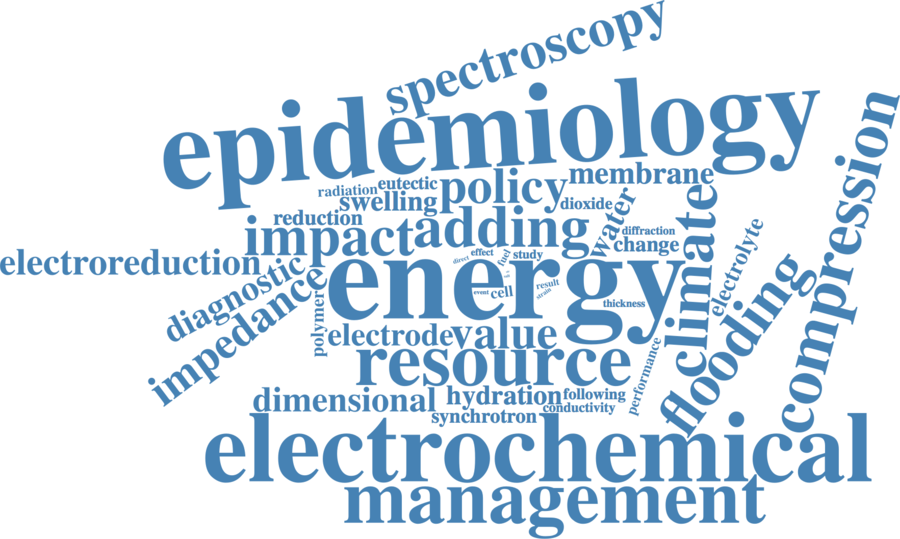 spectroscopy
epidemiology
compression
membrane
radiation
eutectic
policy
swelling
dioxide
water
climate
reduction
impact
adding
diffraction
change
electrolyte
electroreduction
diagnostic
impedance
energy
direct
effect
fuel
study
event
cell
result
strain
thickness
polymer
electrode
value
flooding
resource
performance
dimensional
hydration
following
synchrotron
conductivity
electrochemical
management